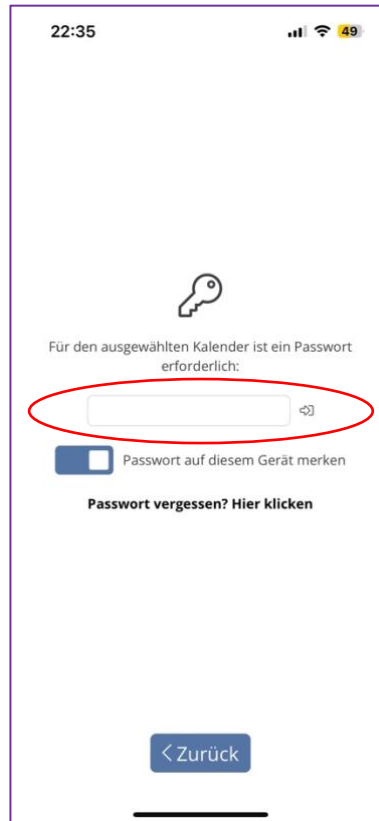 22:35
49
Für den ausgewählten Kalender ist ein Passwort
erforderlich:
Passwort auf diesem Gerät merken
Passwort vergessen? Hier klicken
Zurück